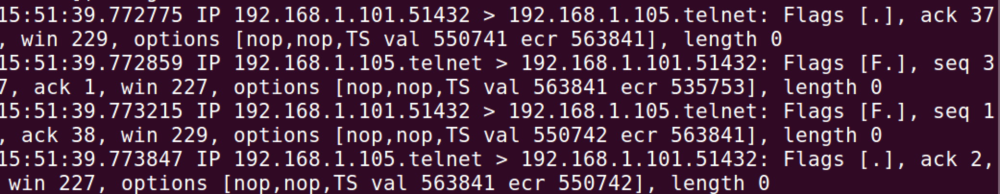 15:51:39.772775 IP 192.168.1.101.51432 > 192.168.1.105.telnet: Flags [.], ack 37
, win 229, options [nop,nop,TS val 550741 ecr 563841], length 0
15:51:39.772859 IP 192.168.1.105.telnet > 192.168.1.101.51432: Flags [F.], seq 3
7, ack 1, win 227, options [nop,nop,TS val 563841 ecr 535753], length 0
15:51:39.773215 IP 192.168.1.101.51432 > 192.168.1.105.telnet: Flags [F.], seq 1
, ack 38, win 229, options [nop,nop,TS val 550742 ecr 563841], length 0
15:51:39.773847 IP 192.168.1.105.telnet > 192.168.1.101.51432: Flags [.], ack 2,
win 227, options [nop,nop,TS val 563841 ecr 550742], length 0